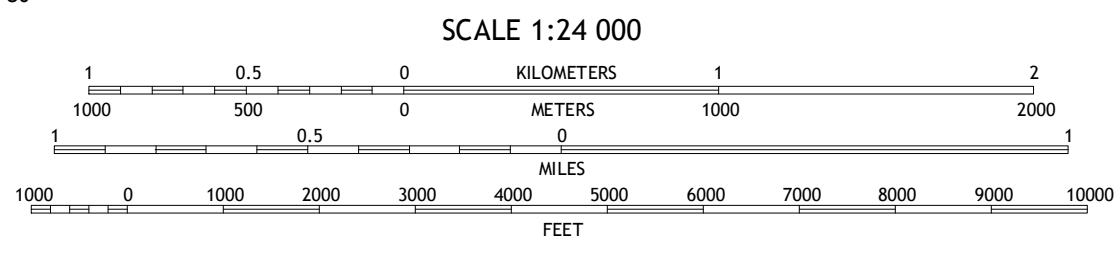 SCALE 1:24 000
1 0.5 0 KILOMETERS 1 2
1000 500 0 METERS 1000 2000
1 0.5 0 1
MILES
1000 0 1000 2000 3000 4000 5000 6000 7000 8000 9000 10000
FEET